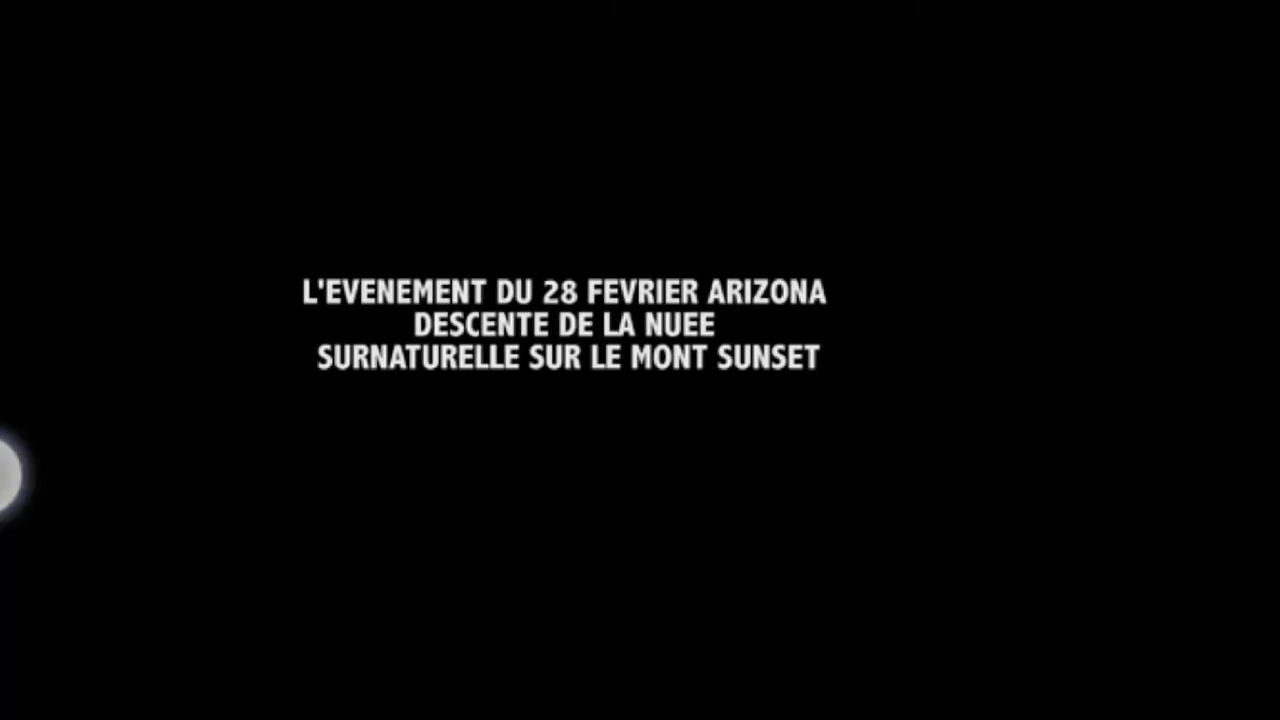 L'EVENEMENT DU 28 FEVRIER ARIZONA
DESCENTE DE LA NUEE
SURNATURELLE SUR LE MONT SUNSET